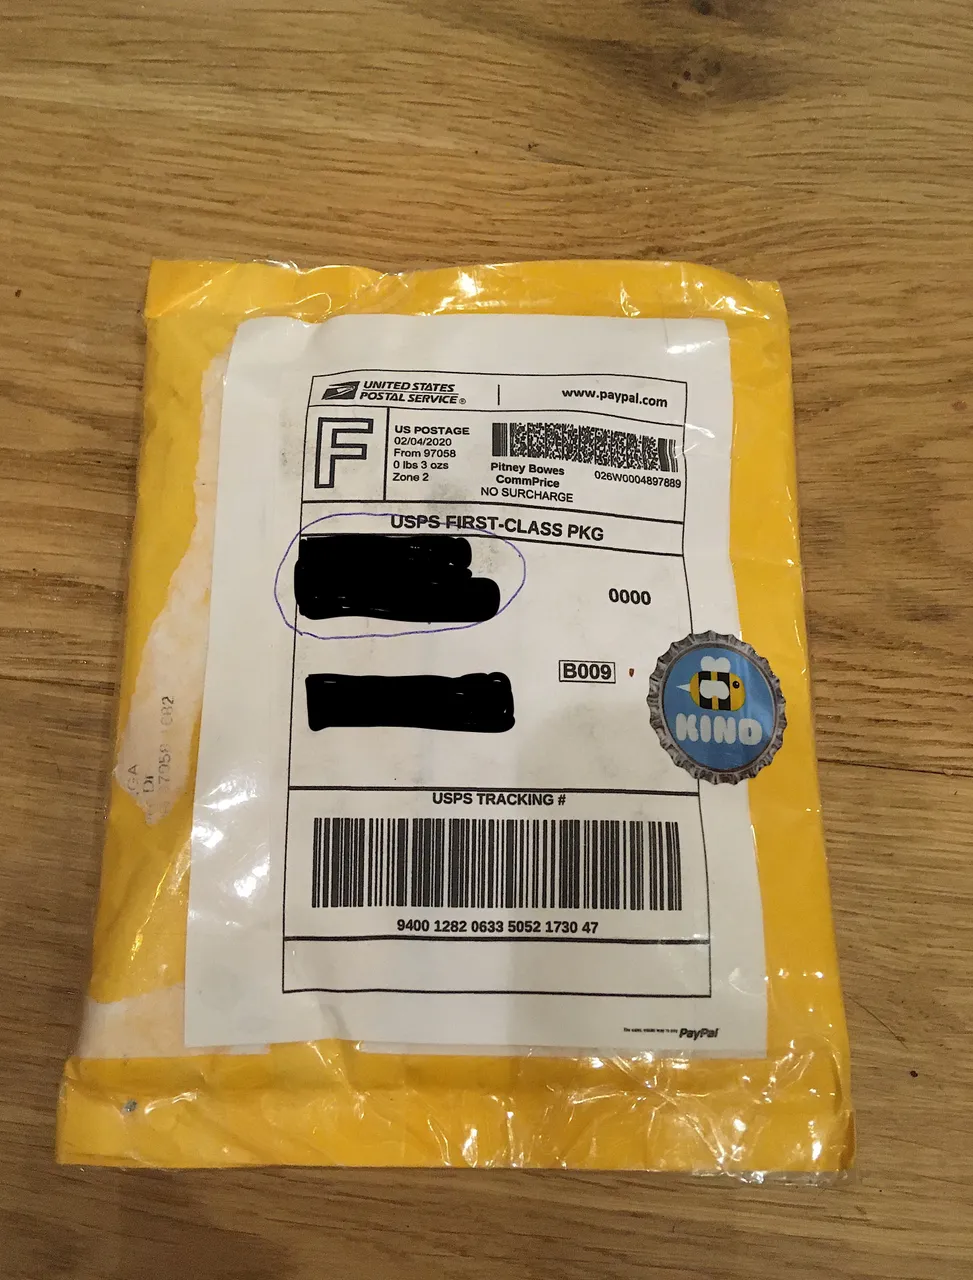 UNITED STATES
POSTAL SERVICE®
www.paypal.com
F
US POSTAGE
02/04/2020
From 97058
0 lbs 3 ozs
Zone 2
Pitney Bowes
CommPrice
NO SURCHARGE
026W0004897889
USPS FIRST-CLASS PKG
0000
B009
KIND
USPS TRACKING #
9400 1282 0633 5052 1730 47
PayPal